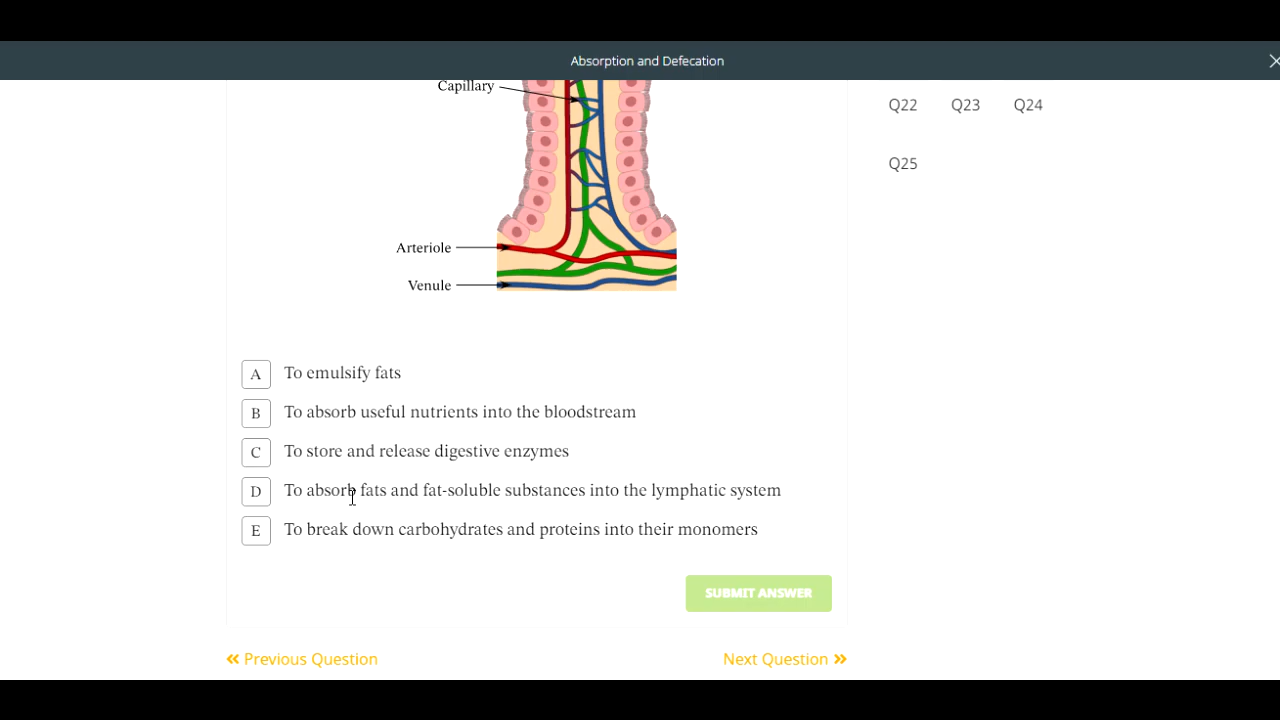 Absorption and Defecation
Capillary
Q22 Q23 Q24
Q25
Arteriole
Venule
A To emulsify fats
B To absorb useful nutrients into the bloodstream
C To store and release digestive enzymes
D To absorb fats and fat-soluble substances into the lymphatic system
E To break down carbohydrates and proteins into their monomers
SUBMIT ANSWER
Previous Question
Next Question